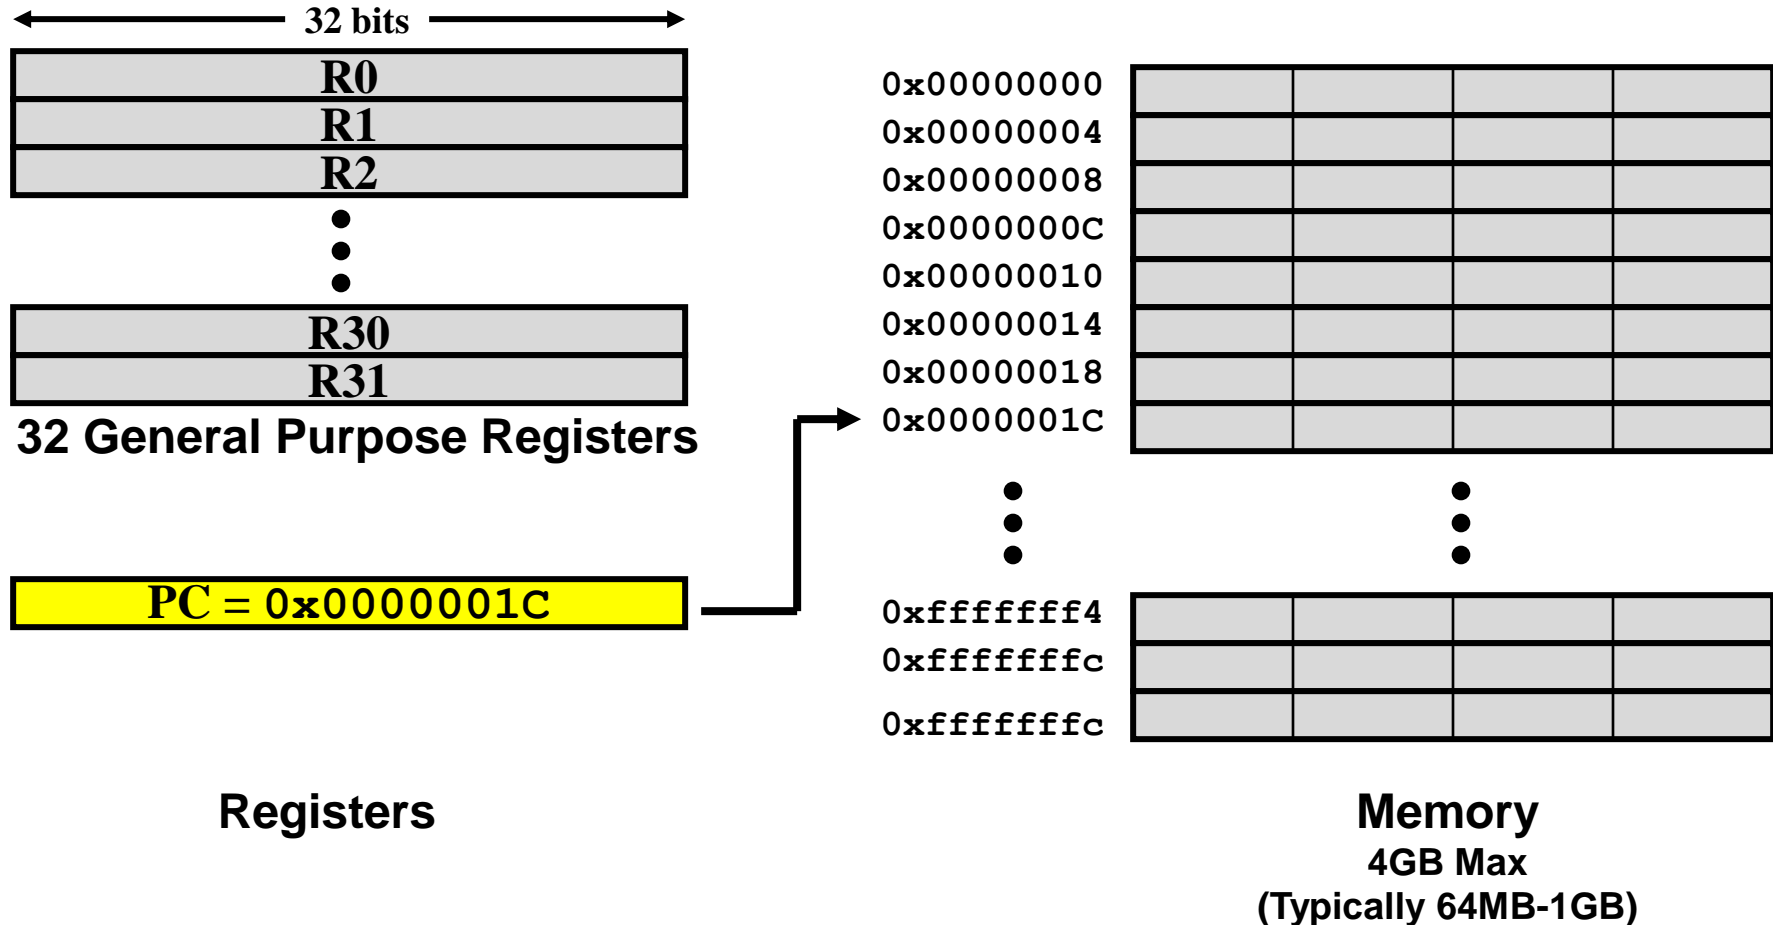 32 bits
R0
R1
R2
R30
R31
32 General Purpose Registers
PC = 0x0000001C
Registers
0x00000000
0x00000004
0x00000008
0x0000000C
0x00000010
0x00000014
0x00000018
0x0000001C
0xfffffff4
0xfffffffc
0xfffffffc
Memory
4GB Max
(Typically 64MB-1GB)